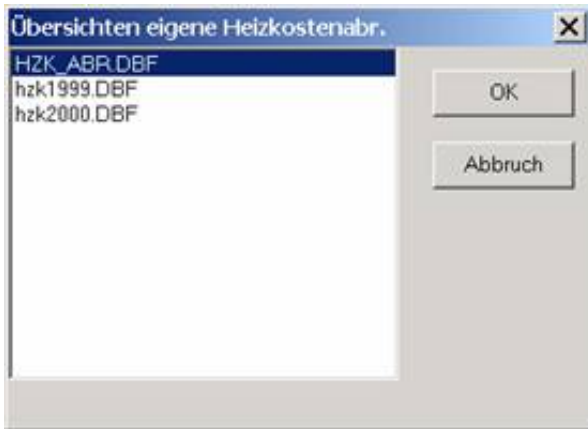 Übersichten eigene Heizkostenabr.
HZK_ABR.DBF
hzk1999.DBF
hzk2000.DBF
OK
Abbruch